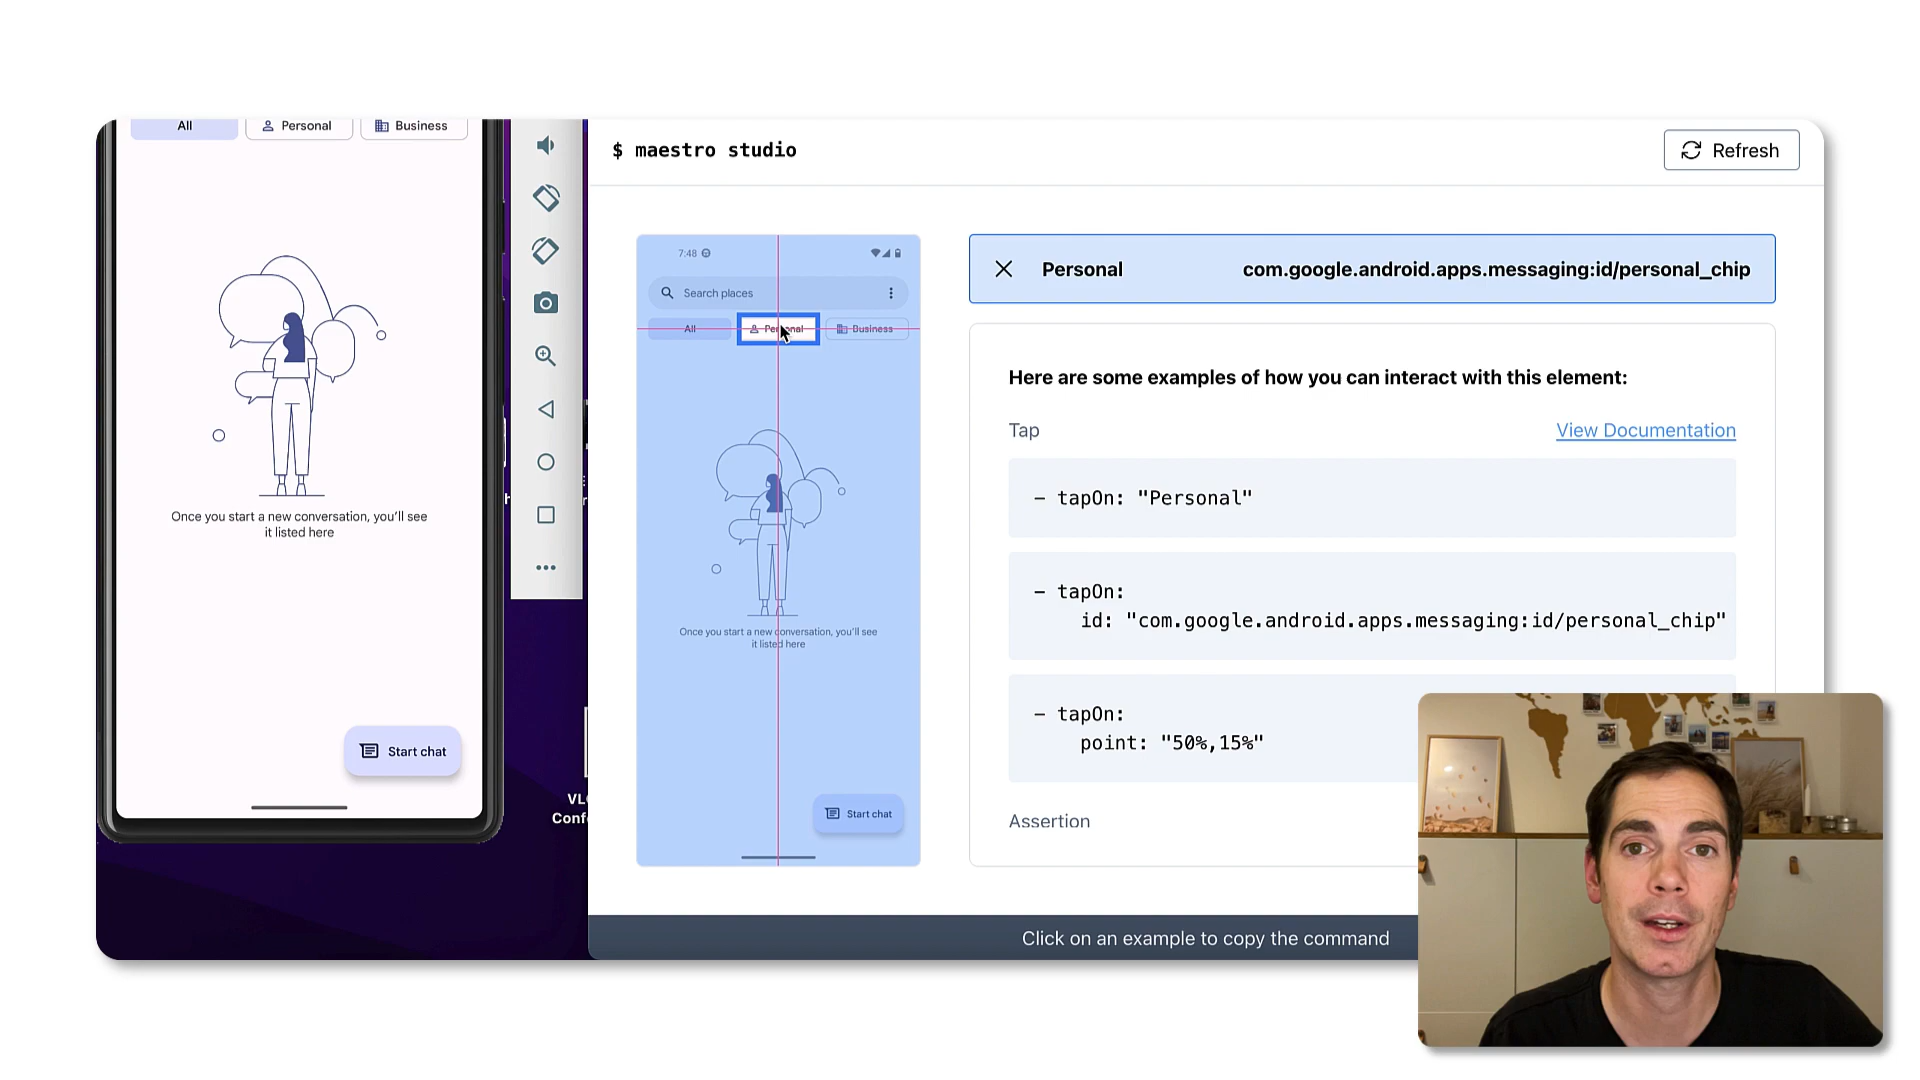 All
Personal
Business
Once you start a new conversation, you'll see
it listed here
Start chat
$ maestro studio
Refresh
7:48
Search places
All
Personal
Business
Once you start a new conversation, you'll see
it listed here
Start chat
Personal
com.google.android.apps.messaging:id/personal_chip
Here are some examples of how you can interact with this element:
Tap
View Documentation
- tapOn: "Personal"
- tapOn:
id: "com.google.android.apps.messaging:id/personal_chip"
- tapOn:
point: "50%,15%"
Assertion
Click on an example to copy the command